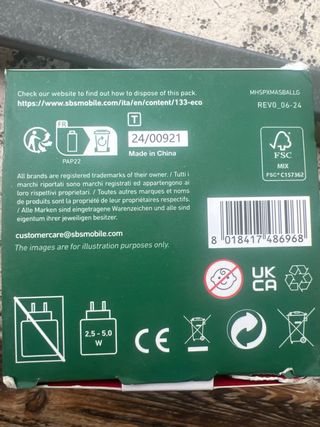 Check our website to find out how to dispose of this pack.
https://www.sbsmobile.com/ita/en/content/133-eco
MHSPXMASBALLG
REV0_06-24
FR
PAP22
T
24/00921
Made in China
FSC
MIX
FSC® C157362
All brands are registered trademarks of their owner. / Tutti i
marchi riportati sono marchi registrati ed appartengono ai
loro rispettivi proprietari. / Toutes autres marques et noms
de produits sont la propriété de leur propriétaires respectifs.
/ Alle Marken sind eingetragene Warenzeichen und sind
eigentum ihrer jeweiligen besitzer.
customercare@sbsmobile.com
The images are for illustration purposes only.
8 018417 486968
UK
CA
2,5 - 5,0
W
CE